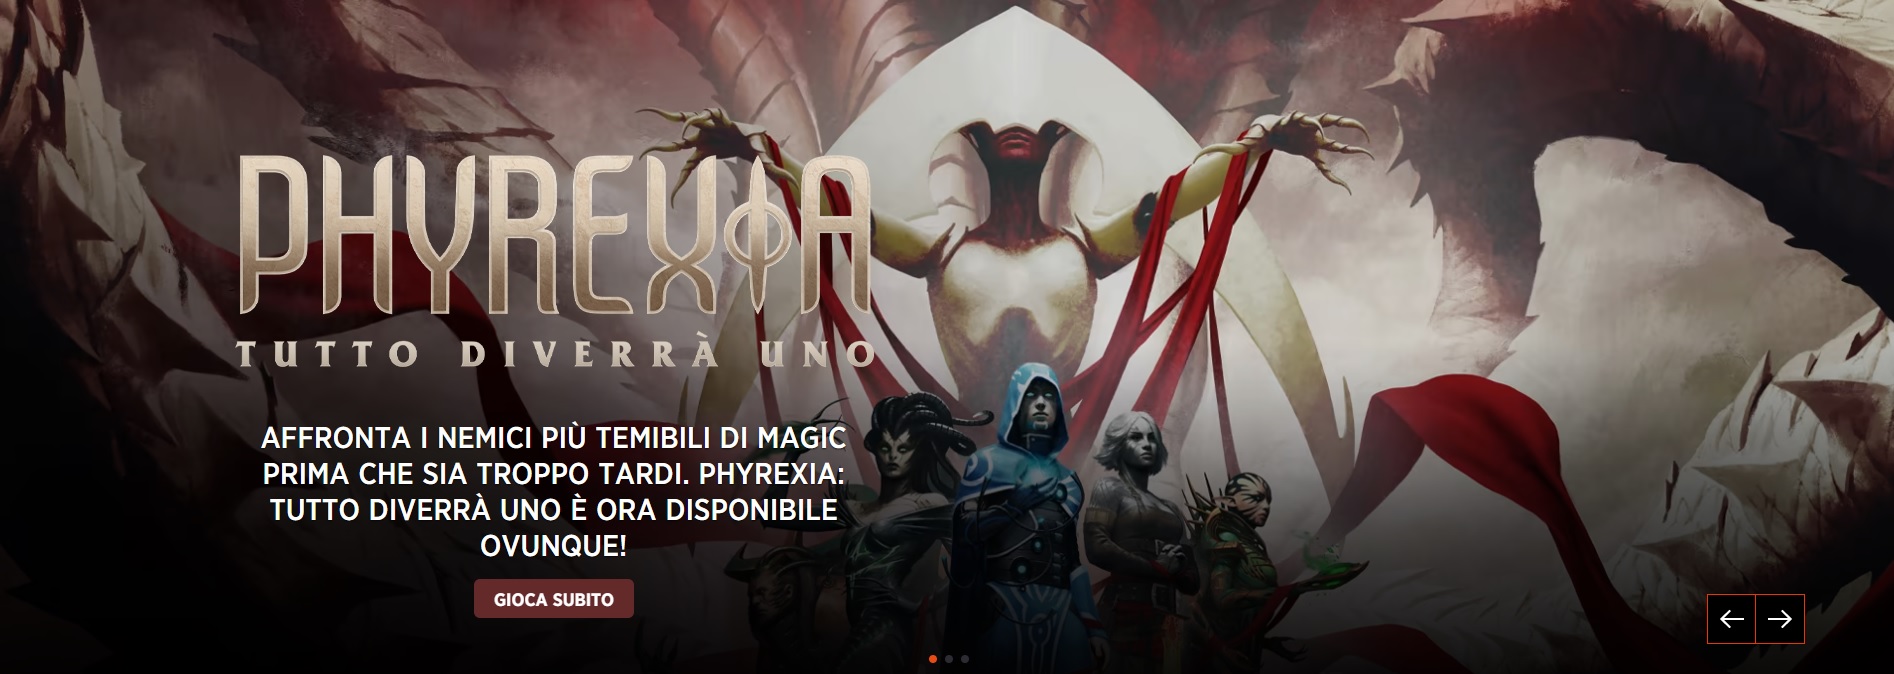 PHYREXIA
TUTTO DIVERRÀ UNO
AFFRONTA I NEMICI PIÙ TEMIBILI DI MAGIC
PRIMA CHE SIA TROPPO TARDI. PHYREXIA:
TUTTO DIVERRÀ UNO È ORA DISPONIBILE
OVUNQUE!
GIOCA SUBITO